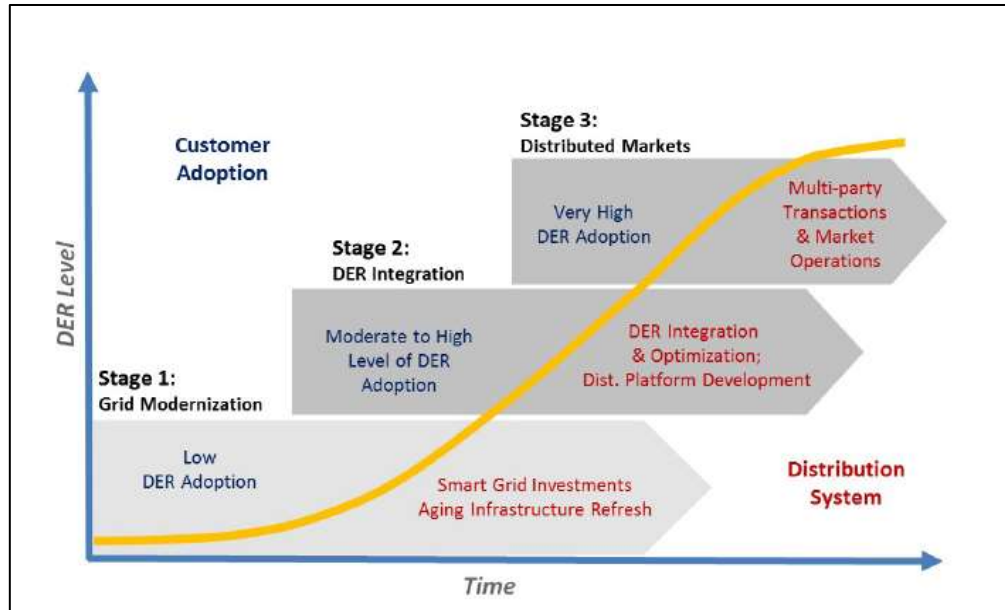 Customer
Adoption
Stage 3:
Distributed Markets
Very High
DER Adoption
Multi-party
Transactions
& Market
Operations
Stage 2:
DER Integration
Moderate to High
Level of DER
Adoption
DER Integration
& Optimization;
Dist. Platform Development
Stage 1:
Grid Modernization
Low
DER Adoption
Smart Grid Investments
Aging Infrastructure Refresh
Distribution
System
DER Level
Time